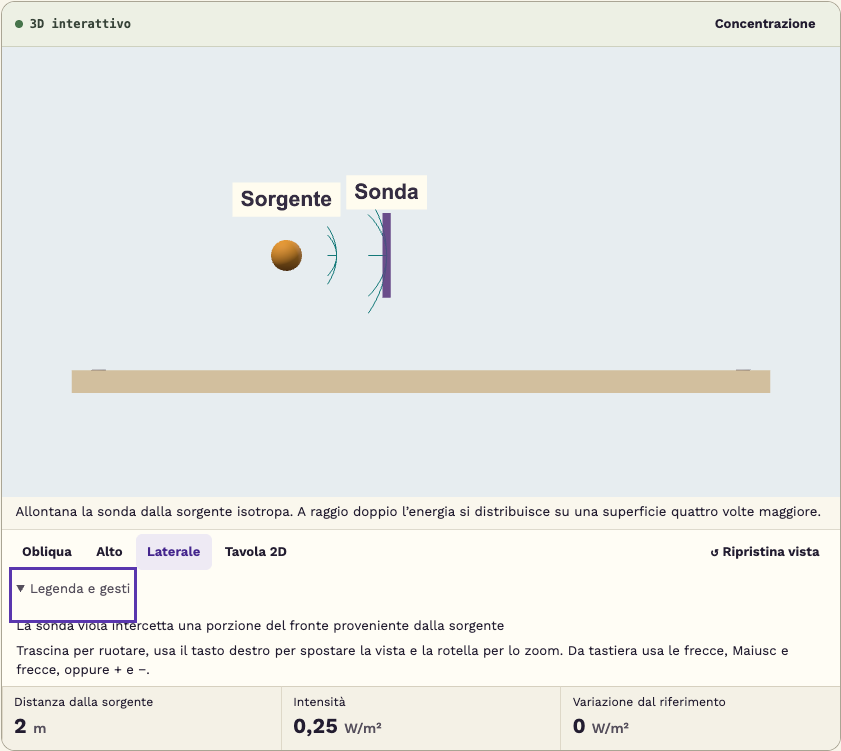 3D interattivo
Concentrazione
Sorgente
Sonda
Allontana la sonda dalla sorgente isotropa. A raggio doppio l'energia si distribuisce su una superficie quattro volte maggiore.
Obliqua Alto Laterale Tavola 2D
↺ Ripristina vista
▼ Legenda e gesti
La sonda viola intercetta una porzione del fronte proveniente dalla sorgente
Trascina per ruotare, usa il tasto destro per spostare la vista e la rotella per lo zoom. Da tastiera usa le frecce, Maiusc e
frecce, oppure + e −.
Distanza dalla sorgente
2 m
Intensità
0,25 W/m²
Variazione dal riferimento
0 W/m²